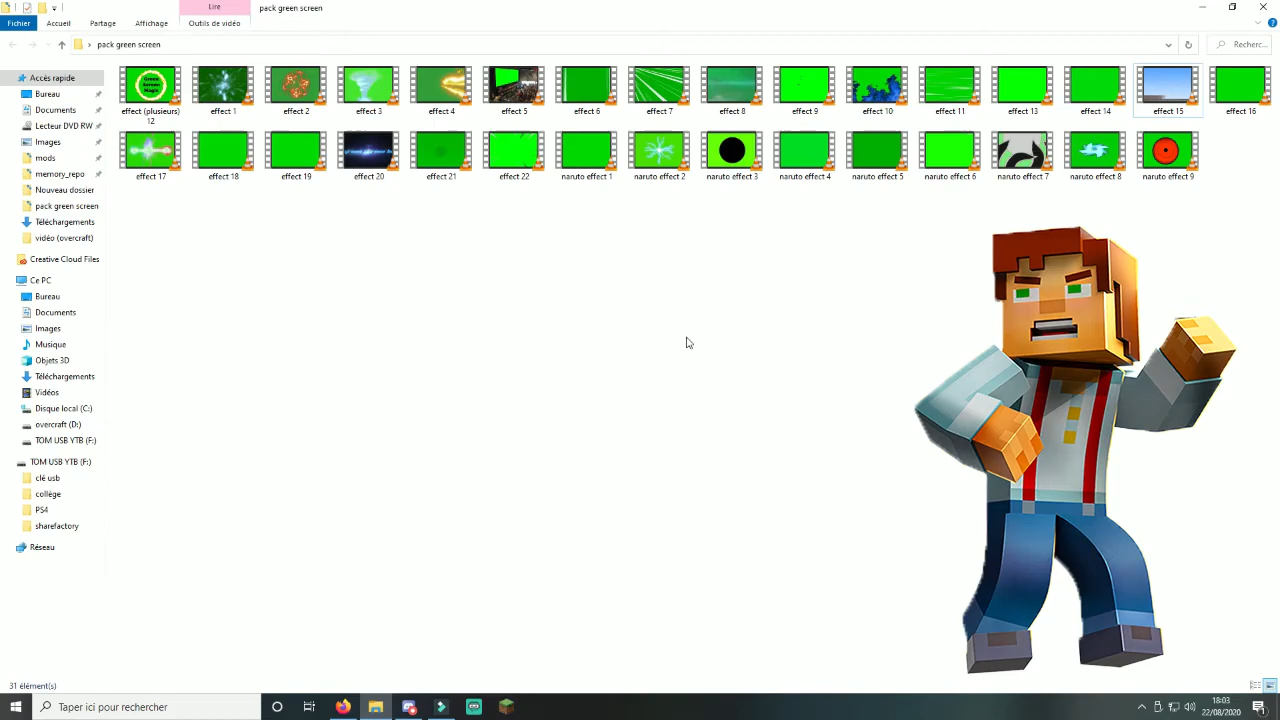 Lire
pack green screen
Fichier
Accueil
Partage
Affichage
Outils de vidéo
pack green screen
Recherc...
Accès rapide
Bureau
Documents
Lecteur DVD RW
Images
mods
memory_repo
Nouveau dossier
pack green screen
Téléchargements
vidéo (overcraft)
Creative Cloud Files
Ce PC
Bureau
Documents
Images
Musique
Objets 3D
Téléchargements
Vidéos
Disque local (C:)
overcraft (D:)
TOM USB YTB (F:)
TOM USB YTB (F:)
clé usb
collège
PS4
sharefactory
Réseau
Green
Screen
Magic
effect (plusieurs)
12
effect 1
effect 2
effect 3
effect 4
effect 5
effect 6
effect 7
effect 8
effect 9
effect 10
effect 11
effect 13
effect 14
effect 15
effect 16
effect 17
effect 18
effect 19
effect 20
effect 21
effect 22
naruto effect 1
naruto effect 2
naruto effect 3
naruto effect 4
naruto effect 5
naruto effect 6
naruto effect 7
naruto effect 8
naruto effect 9
31 élément(s)
Taper ici pour rechercher
18:03
22/08/2020